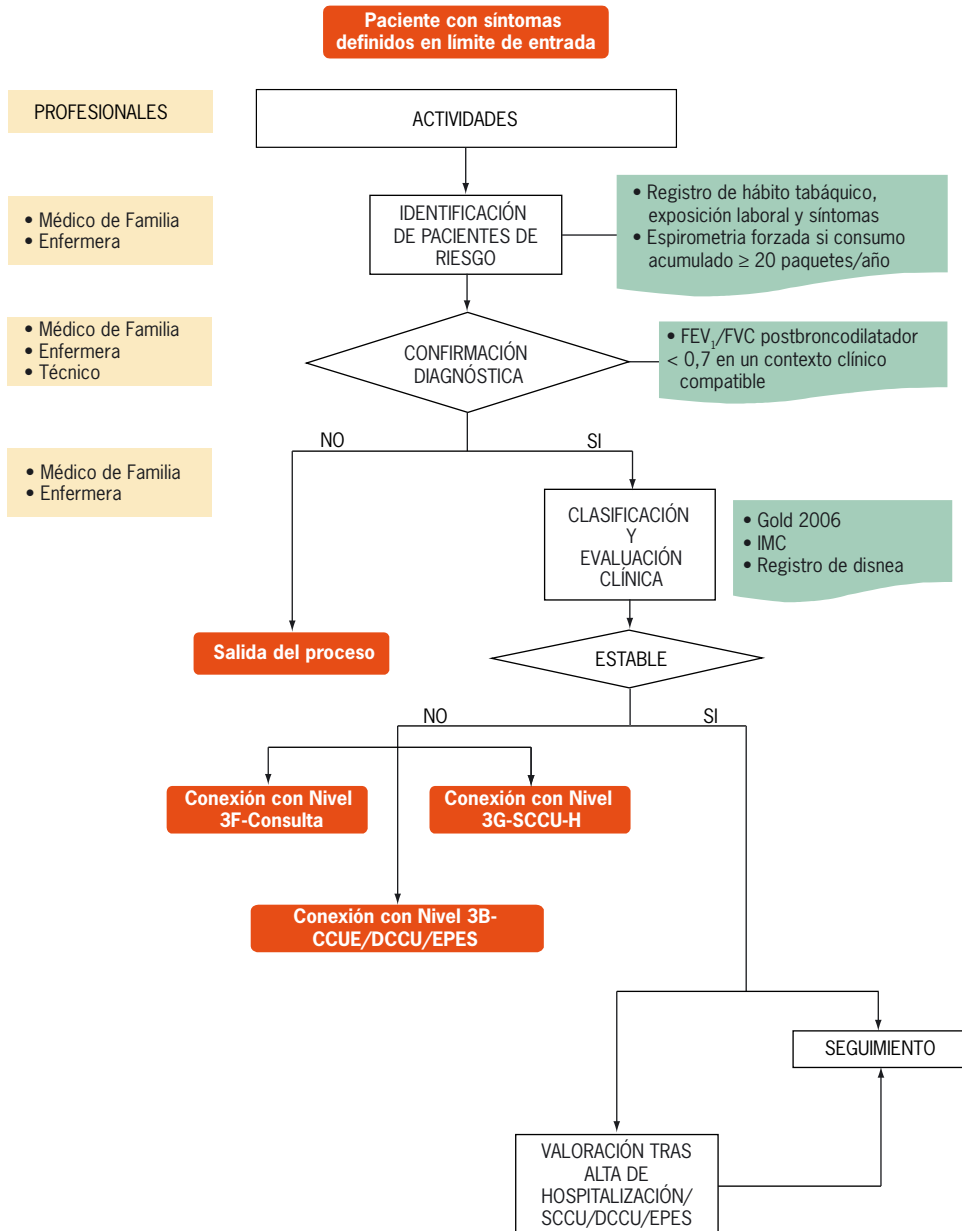 Paciente con síntomas
definidos en límite de entrada
PROFESIONALES
ACTIVIDADES
• Médico de Familia
• Enfermera
IDENTIFICACIÓN
DE PACIENTES DE
RIESGO
• Registro de hábito tabáquico,
exposición laboral y síntomas
• Espirometria forzada si consumo
acumulado ≥ 20 paquetes/año
• Médico de Familia
• Enfermera
• Técnico
CONFIRMACIÓN
DIAGNÓSTICA
• FEV₁/FVC postbroncodilatador
< 0,7 en un contexto clínico
compatible
NO
SI
• Médico de Familia
• Enfermera
CLASIFICACIÓN
Y
EVALUACIÓN
CLÍNICA
• Gold 2006
• IMC
• Registro de disnea
Salida del proceso
ESTABLE
NO
SI
Conexión con Nivel
3F-Consulta
Conexión con Nivel
3G-SCCU-H
Conexión con Nivel 3B-
CCUE/DCCU/EPES
SEGUIMIENTO
VALORACIÓN TRAS
ALTA DE
HOSPITALIZACIÓN/
SCCU/DCCU/EPES